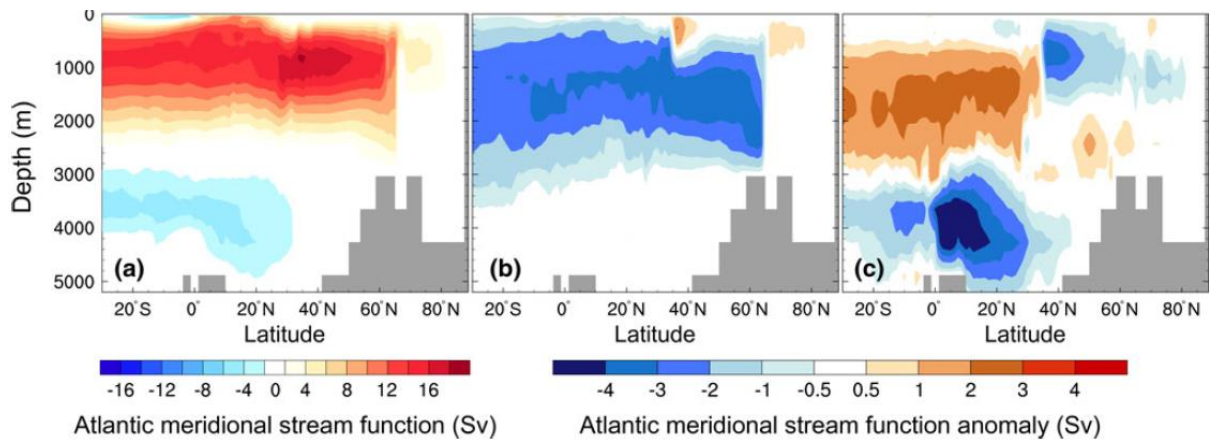 0
1000
2000
3000
4000
5000
Depth (m)
(a) (b) (c)
20°S 0° 20°N 40°N 60°N 80°N 20°S 0° 20°N 40°N 60°N 80°N 20°S 0° 20°N 40°N 60°N 80°N
Latitude Latitude Latitude
-16 -12 -8 -4 0 4 8 12 16 -4 -3 -2 -1 -0.5 0.5 1 2 3 4
Atlantic meridional stream function (Sv) Atlantic meridional stream function anomaly (Sv)